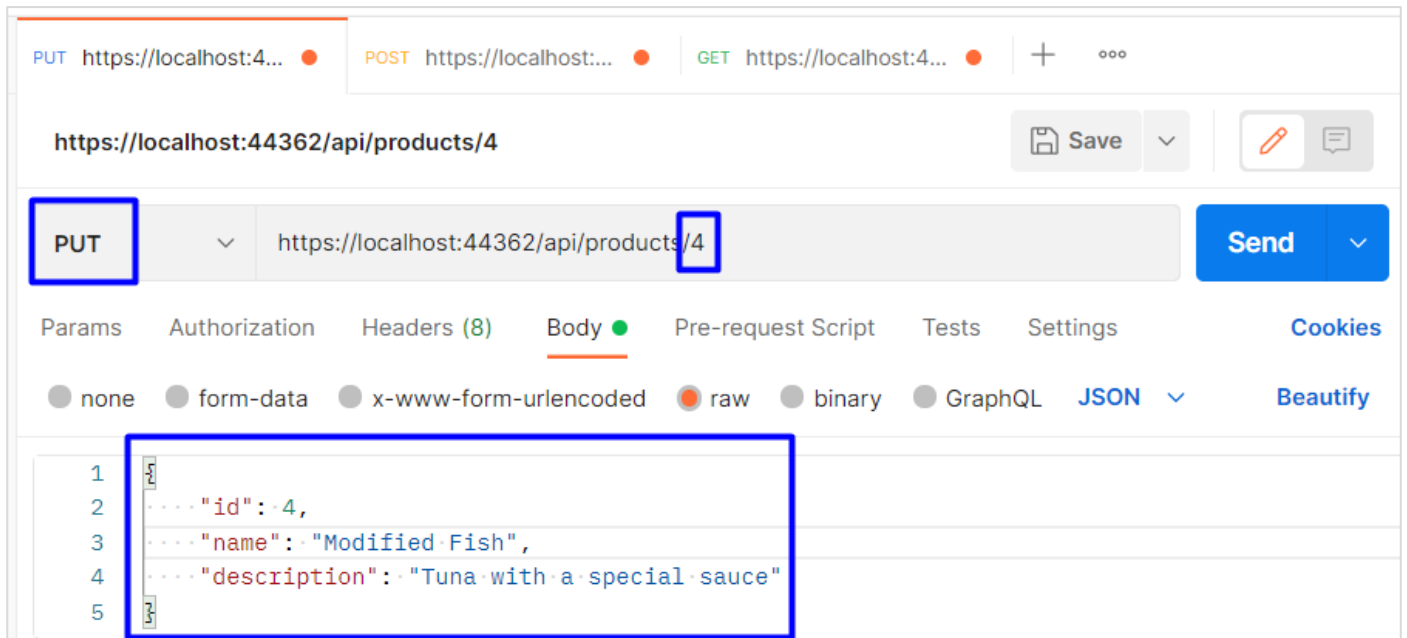 PUT https://localhost:4... POST https://localhost:... GET https://localhost:4...
https://localhost:44362/api/products/4 Save
PUT https://localhost:44362/api/products/4 Send
Params Authorization Headers (8) Body Pre-request Script Tests Settings Cookies
none form-data x-www-form-urlencoded raw binary GraphQL JSON Beautify
1 {
2 "id": 4,
3 "name": "Modified Fish",
4 "description": "Tuna with a special sauce"
5 }